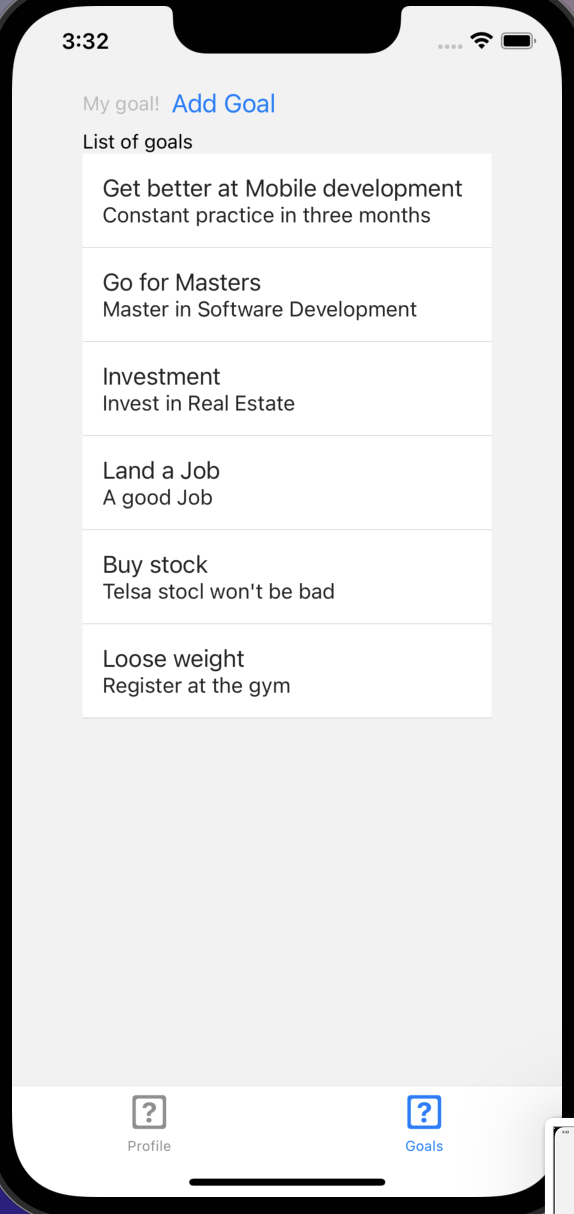 3:32
My goal! Add Goal
List of goals
Get better at Mobile development
Constant practice in three months
Go for Masters
Master in Software Development
Investment
Invest in Real Estate
Land a Job
A good Job
Buy stock
Telsa stocl won't be bad
Loose weight
Register at the gym
? ?
Profile Goals